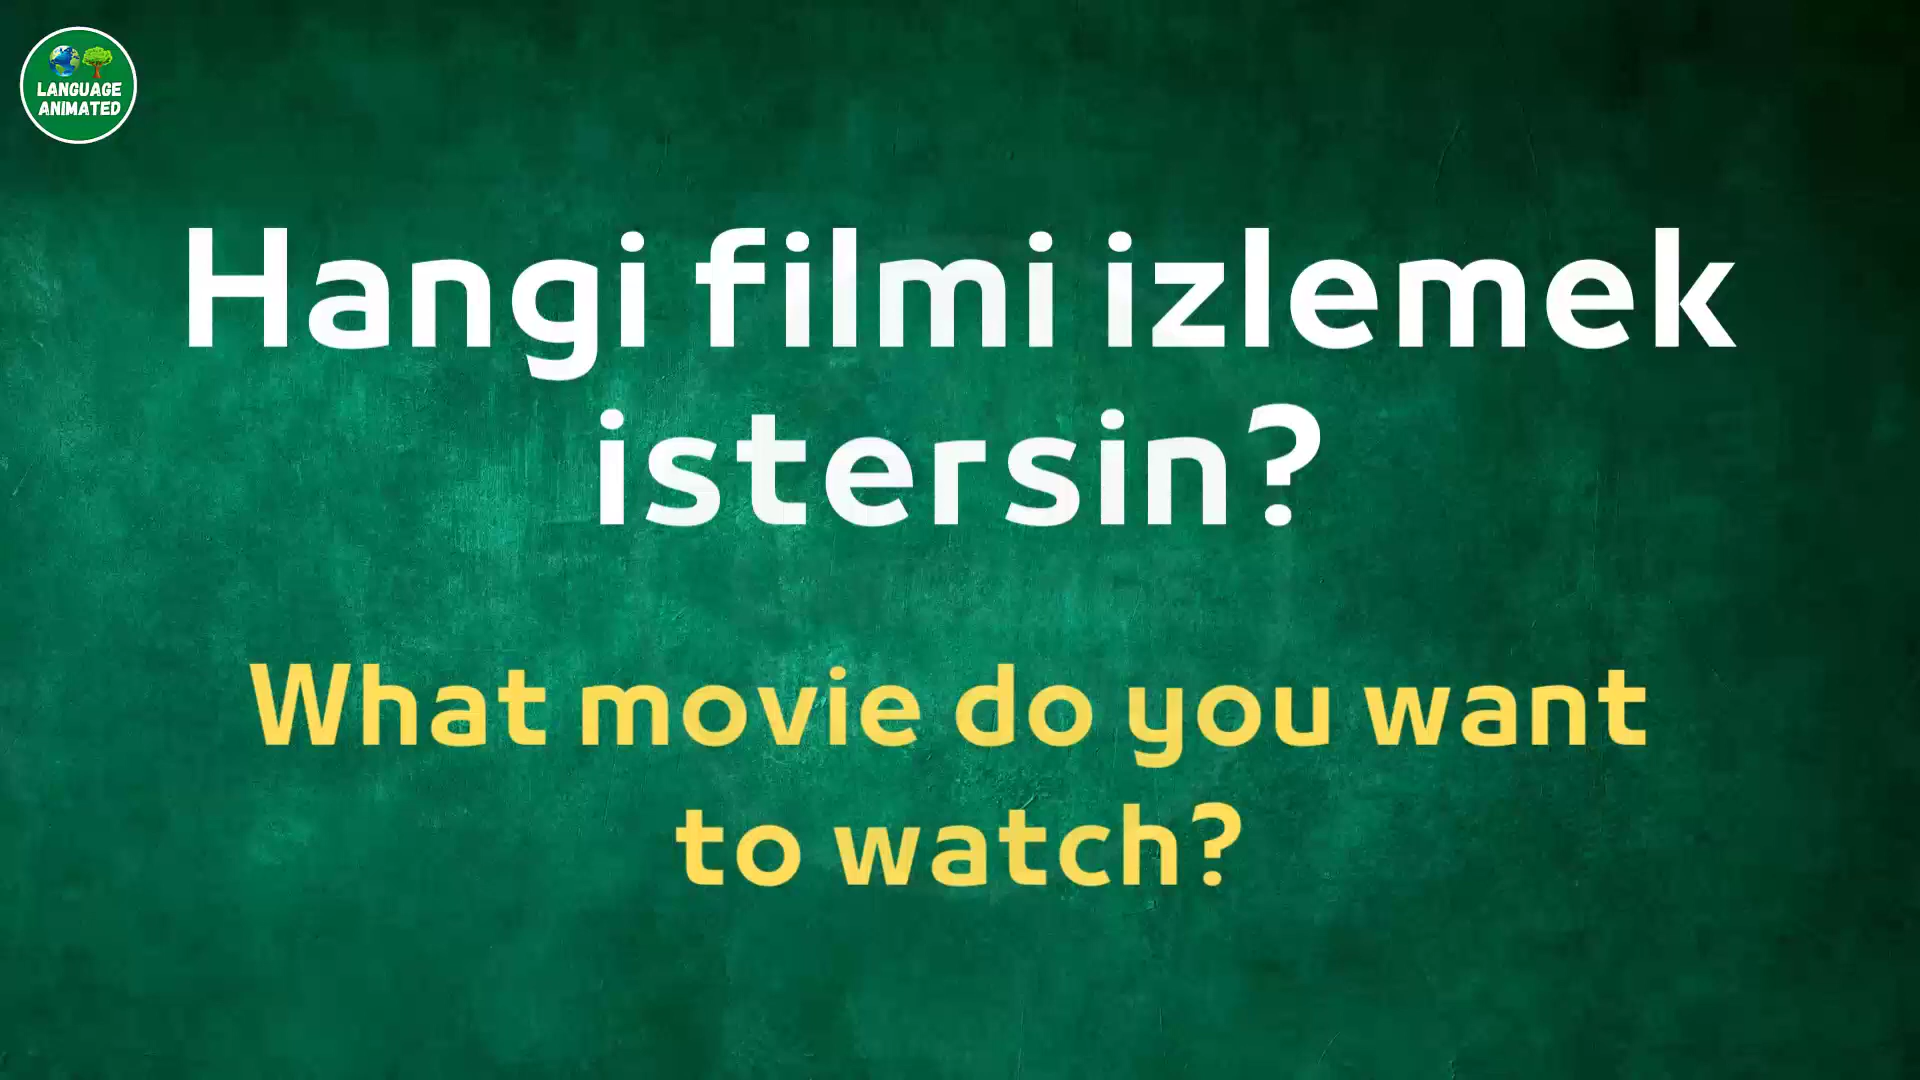 LANGUAGE
ANIMATED
Hangi filmi izlemek
istersin?
What movie do you want
to watch?